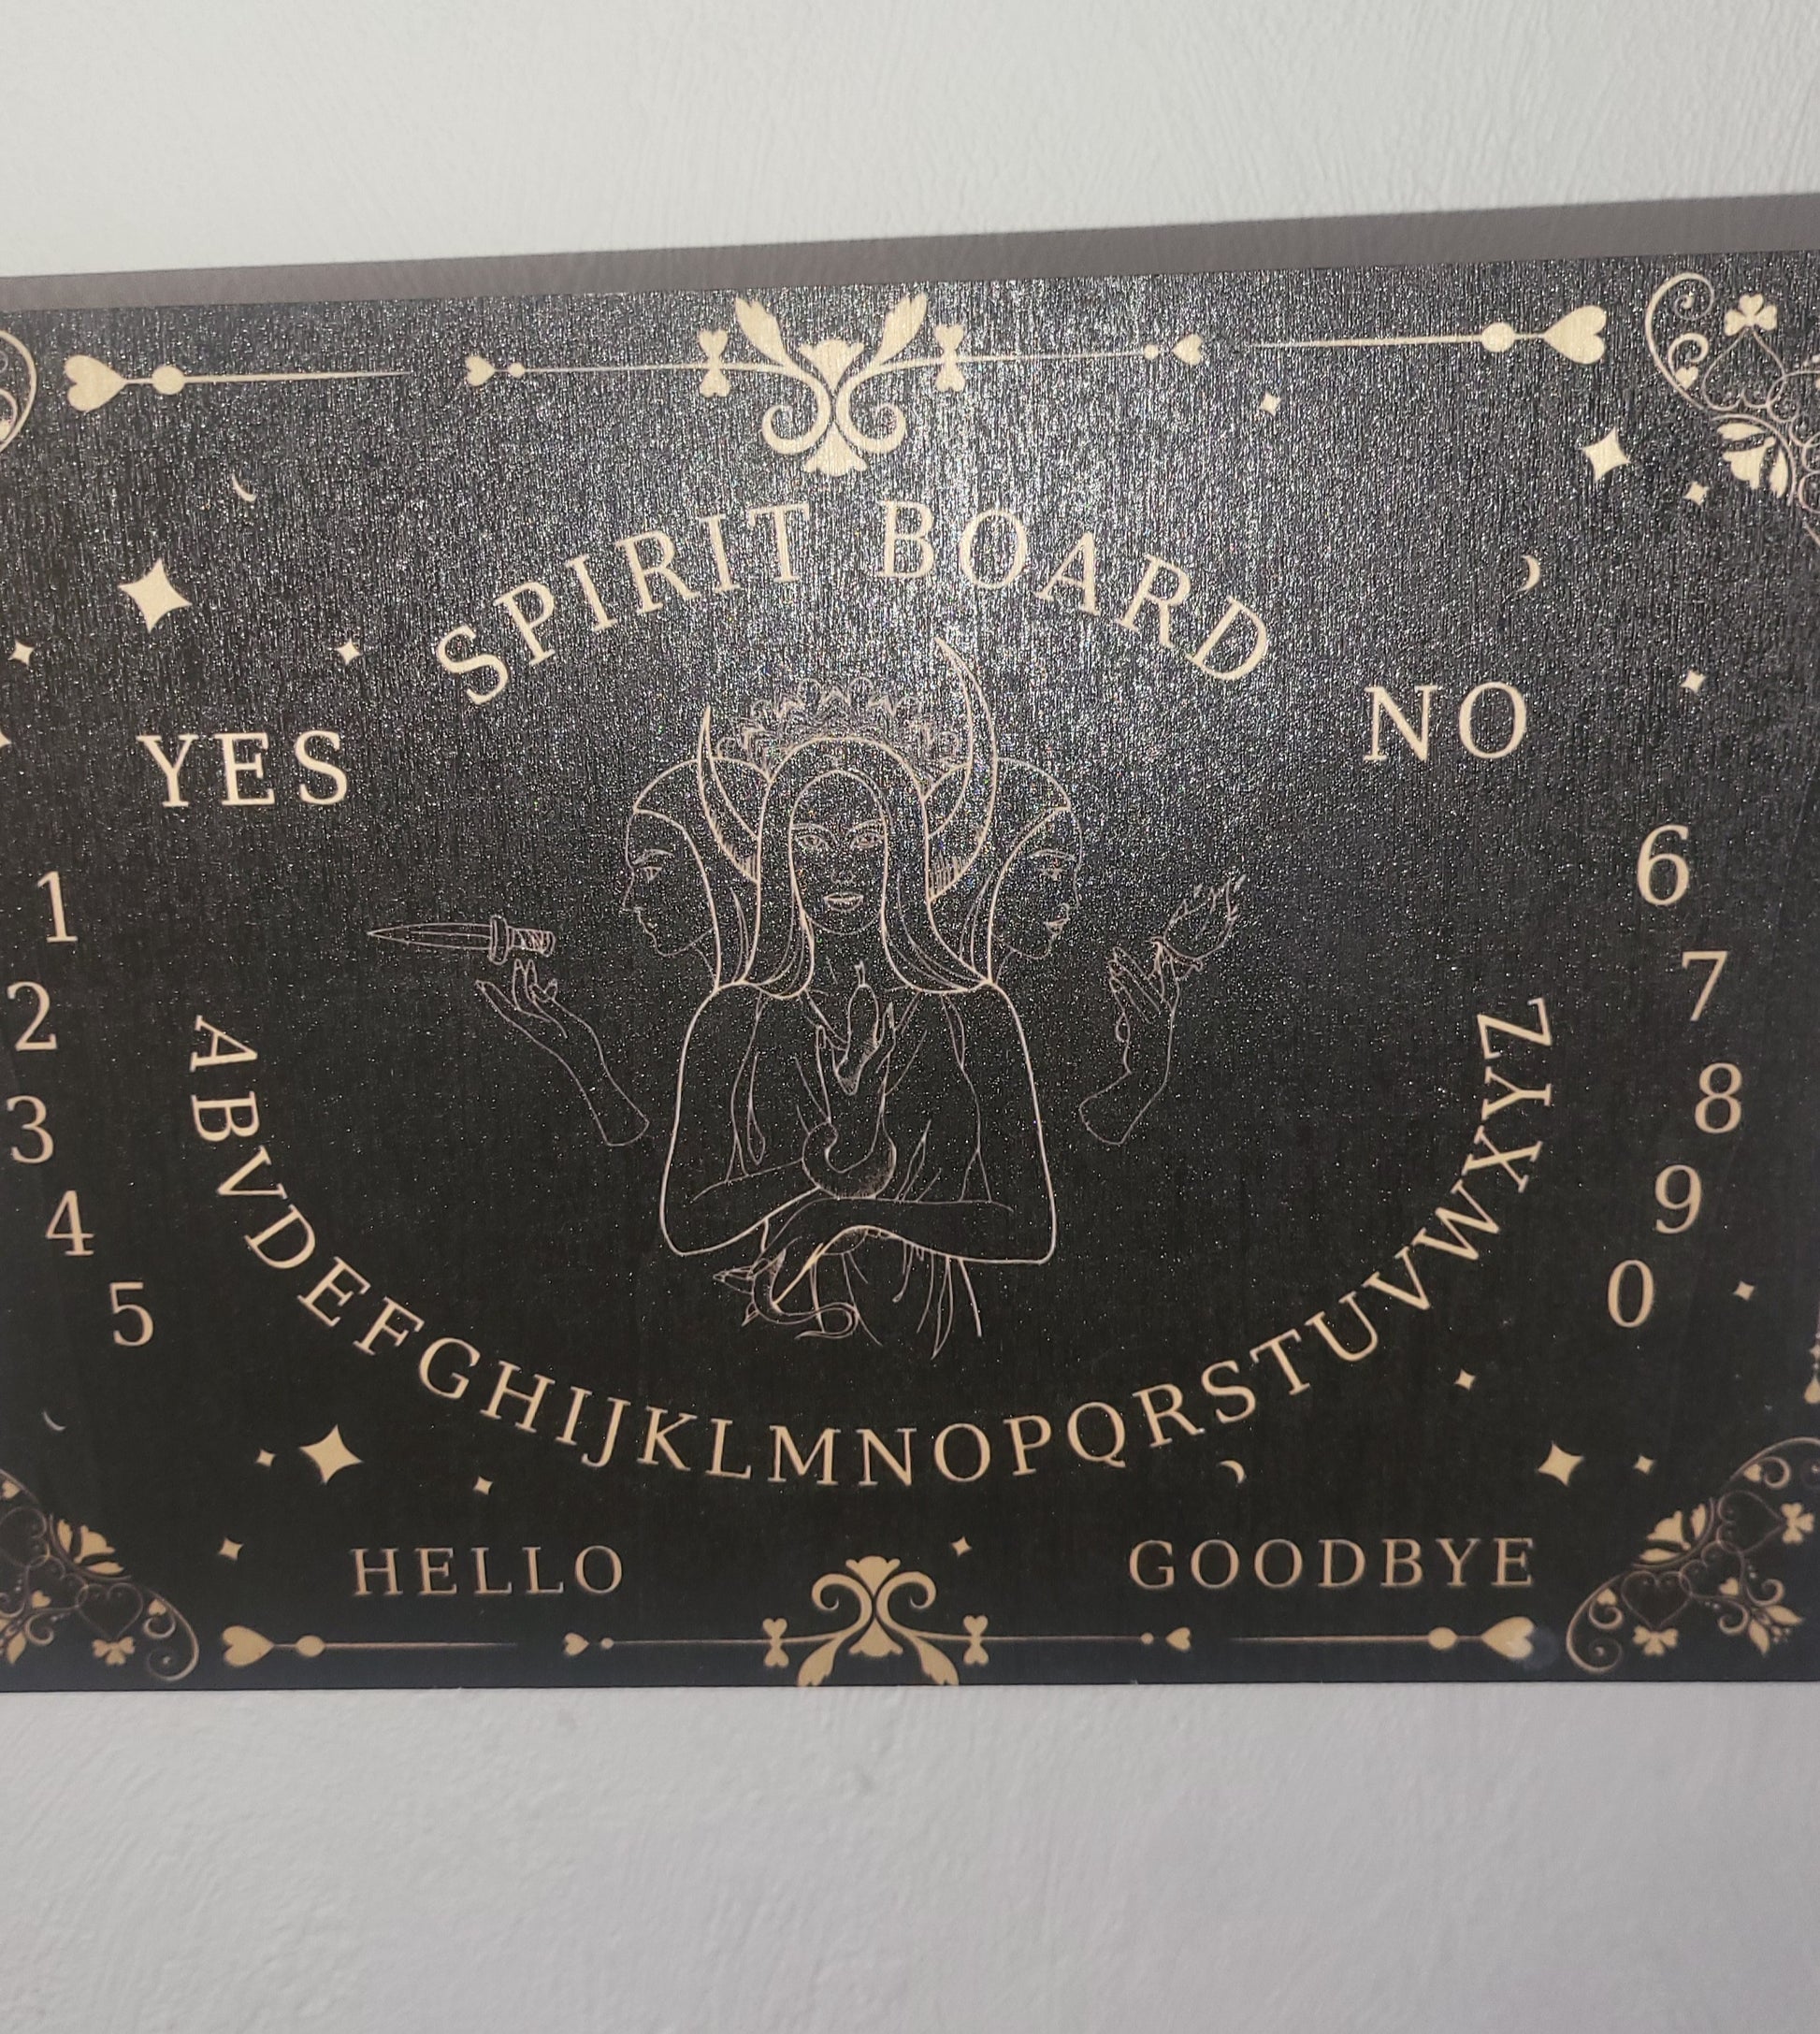 SPIRIT BOARD
YES
NO
1
2
3
4
5
6
7
8
9
0
ABVDEFGHIJKLMNOPQRSTUVWXYZ
HELLO
GOODBYE